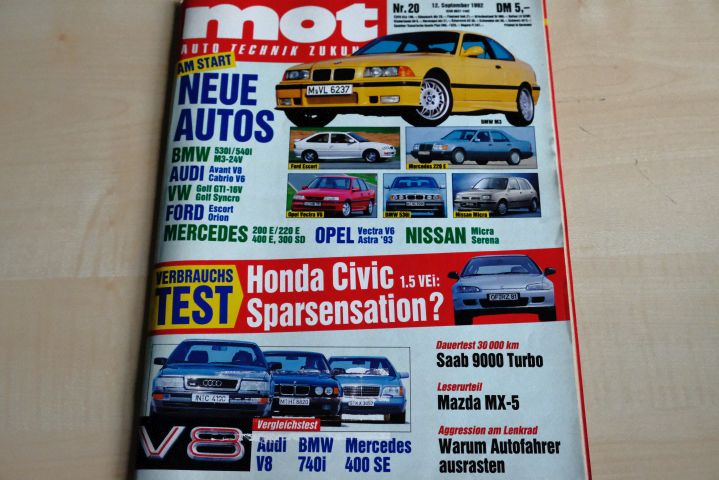 mot
Nr. 20
12. September 1992
DM 5,-
AUTO TECHNIK ZUKUN
AM START
NEUE
AUTOS
M·VL 6237
BMW M3
BMW 530i/540i
M3-24V
AUDI Avant V8
Cabrio V6
VW Golf GTI-16V
Golf Syncro
FORD Escort
Orion
Ford Escort
Mercedes 220 E
Opel Vectra V6
BMW 530i
Nissan Micra
MERCEDES 200 E/220 E
400 E, 300 SD
OPEL Vectra V6
Astra '93
NISSAN Micra
Serena
VERBRAUCHS
TEST
Honda Civic 1.5 VEi:
Sparsensation?
Dauertest 30 000 km
Saab 9000 Turbo
Leserurteil
Mazda MX-5
Aggression am Lenkrad
Warum Autofahrer
ausrasten
IN·C 4120
V8
Vergleichstest
Audi V8
BMW 740i
Mercedes 400 SE